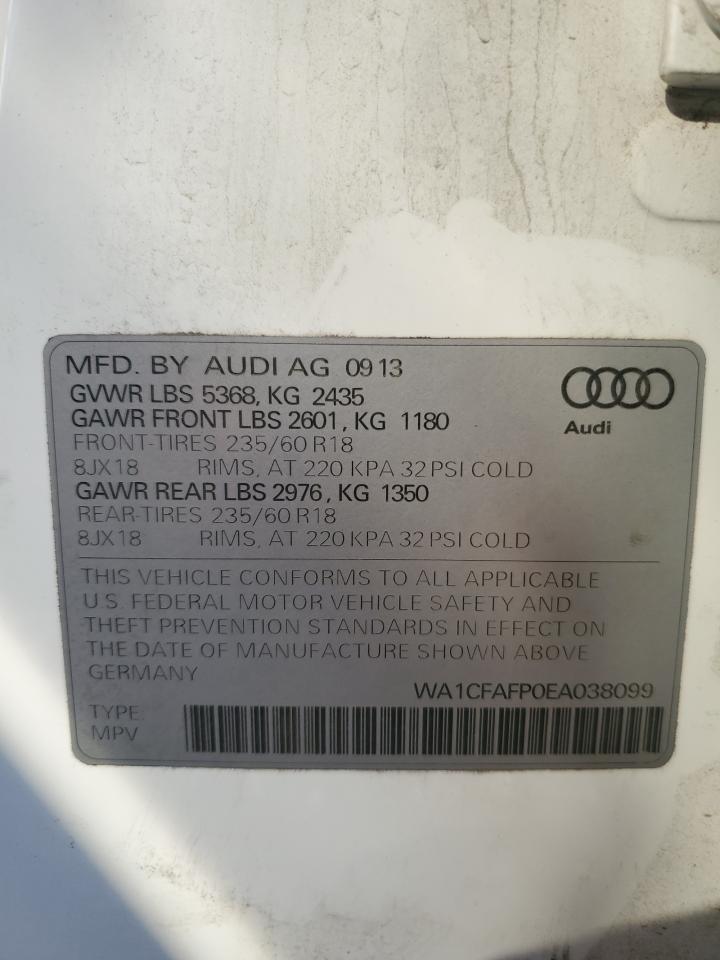 MFD. BY AUDI AG 0913
GVWR LBS 5368, KG 2435
GAWR FRONT LBS 2601, KG 1180
FRONT-TIRES 235/60 R18
8JX18 RIMS, AT 220 KPA 32 PSI COLD
GAWR REAR LBS 2976, KG 1350
REAR-TIRES 235/60 R18
8JX18 RIMS, AT 220 KPA 32 PSI COLD
Audi
THIS VEHICLE CONFORMS TO ALL APPLICABLE
U.S. FEDERAL MOTOR VEHICLE SAFETY AND
THEFT PREVENTION STANDARDS IN EFFECT ON
THE DATE OF MANUFACTURE SHOWN ABOVE
GERMANY
WA1CFAFP0EA038099
TYPE
MPV